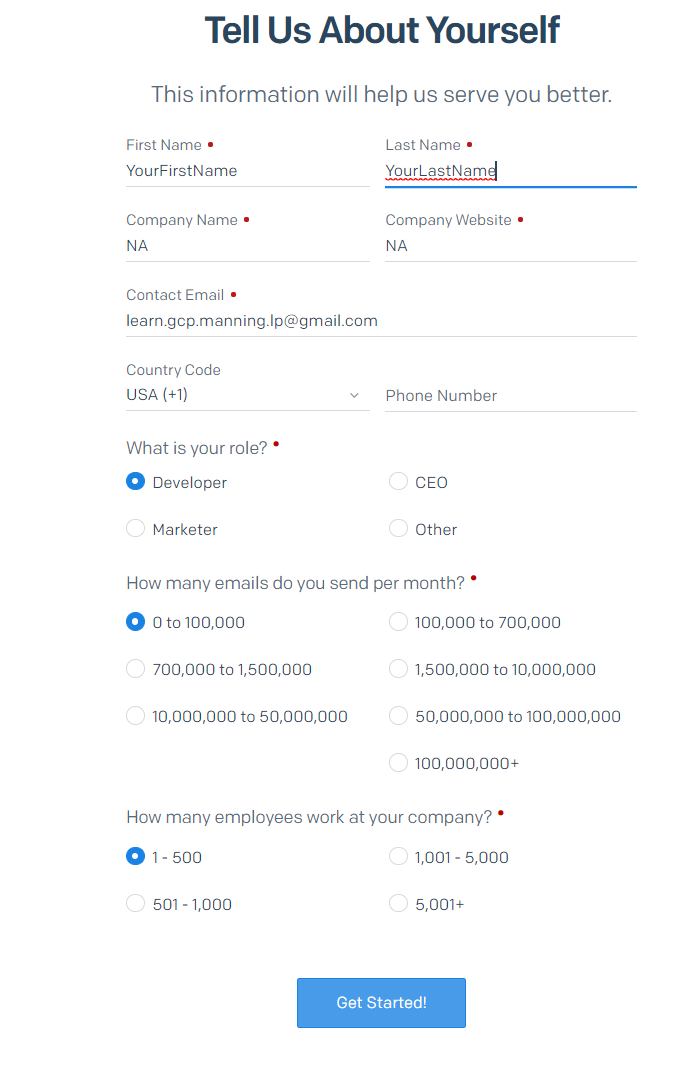 Tell Us About Yourself
This information will help us serve you better.
First Name • Last Name •
YourFirstName YourLastName
Company Name • Company Website •
NA NA
Contact Email •
learn.gcp.manning.lp@gmail.com
Country Code
USA (+1) Phone Number
What is your role? •
Developer CEO
Marketer Other
How many emails do you send per month? •
0 to 100,000 100,000 to 700,000
700,000 to 1,500,000 1,500,000 to 10,000,000
10,000,000 to 50,000,000 50,000,000 to 100,000,000
100,000,000+
How many employees work at your company? •
1 - 500 1,001 - 5,000
501 - 1,000 5,001+
Get Started!